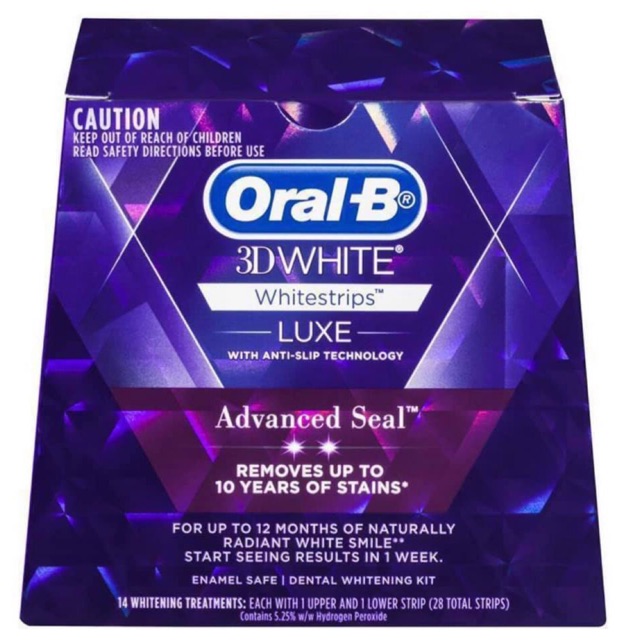 CAUTION
KEEP OUT OF REACH OF CHILDREN
READ SAFETY DIRECTIONS BEFORE USE
Oral-B®
3DWHITE®
Whitestrips™
LUXE
WITH ANTI-SLIP TECHNOLOGY
Advanced Seal™
REMOVES UP TO
10 YEARS OF STAINS*
FOR UP TO 12 MONTHS OF NATURALLY
RADIANT WHITE SMILE**
START SEEING RESULTS IN 1 WEEK.
ENAMEL SAFE | DENTAL WHITENING KIT
14 WHITENING TREATMENTS: EACH WITH 1 UPPER AND 1 LOWER STRIP (28 TOTAL STRIPS)
Contains 5.25% w/w Hydrogen Peroxide